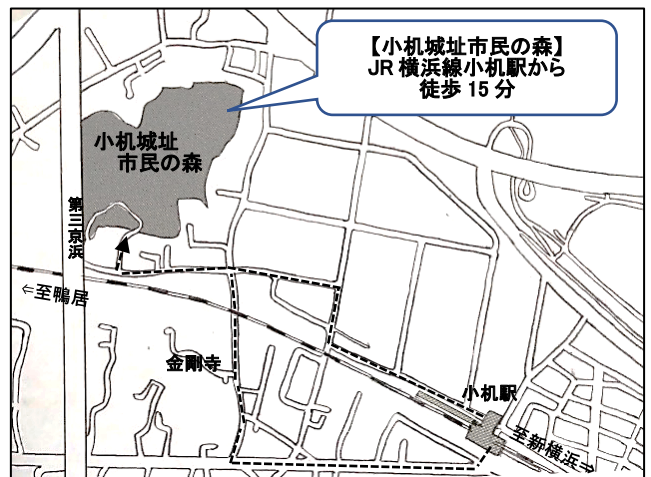 【小机城址市民の森】
JR 横浜線小机駅から
徒歩 15 分
小机城址
市民の森
第三京浜
⇐至鴨居
金剛寺
小机駅
至新横浜⇒